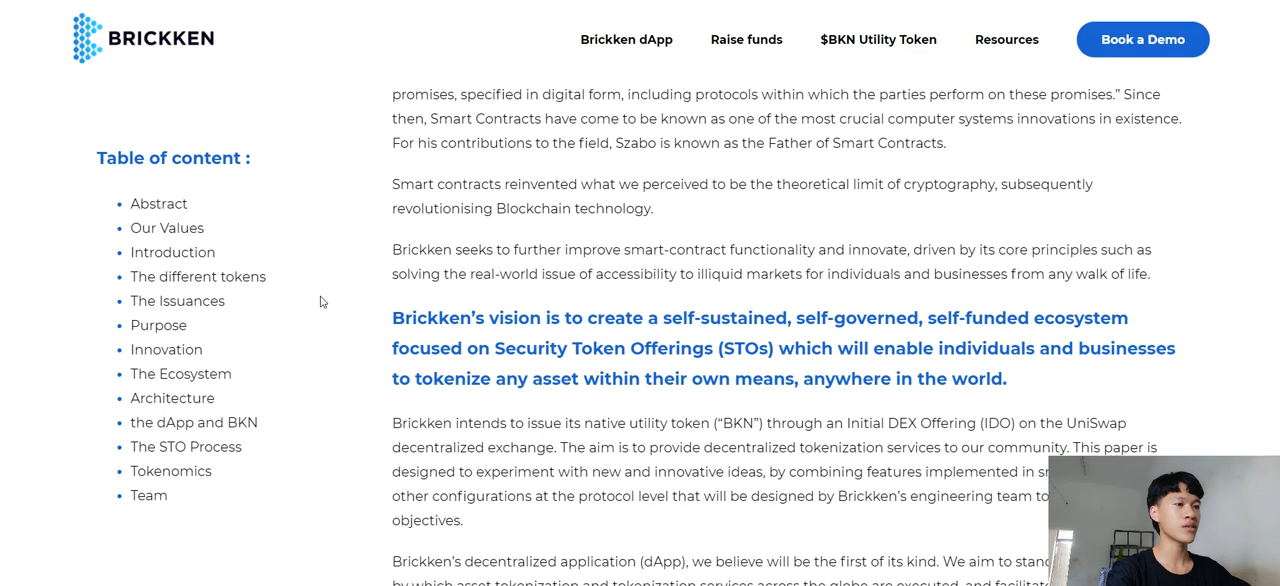 BRICKKEN
Brickken dApp
Raise funds
$BKN Utility Token
Resources
Book a Demo
Table of content :
Abstract
Our Values
Introduction
The different tokens
The Issuances
Purpose
Innovation
The Ecosystem
Architecture
the dApp and BKN
The STO Process
Tokenomics
Team
promises, specified in digital form, including protocols within which the parties perform on these promises.” Since
then, Smart Contracts have come to be known as one of the most crucial computer systems innovations in existence.
For his contributions to the field, Szabo is known as the Father of Smart Contracts.
Smart contracts reinvented what we perceived to be the theoretical limit of cryptography, subsequently
revolutionising Blockchain technology.
Brickken seeks to further improve smart-contract functionality and innovate, driven by its core principles such as
solving the real-world issue of accessibility to illiquid markets for individuals and businesses from any walk of life.
Brickken’s vision is to create a self-sustained, self-governed, self-funded ecosystem
focused on Security Token Offerings (STOs) which will enable individuals and businesses
to tokenize any asset within their own means, anywhere in the world.
Brickken intends to issue its native utility token (“BKN”) through an Initial DEX Offering (IDO) on the UniSwap
decentralized exchange. The aim is to provide decentralized tokenization services to our community. This paper is
designed to experiment with new and innovative ideas, by combining features implemented in
other configurations at the protocol level that will be designed by Brickken’s engineering team to
objectives.
Brickken’s decentralized application (dApp), we believe will be the first of its kind. We aim to
by which asset tokenization and tokenization services across the globe are executed, and